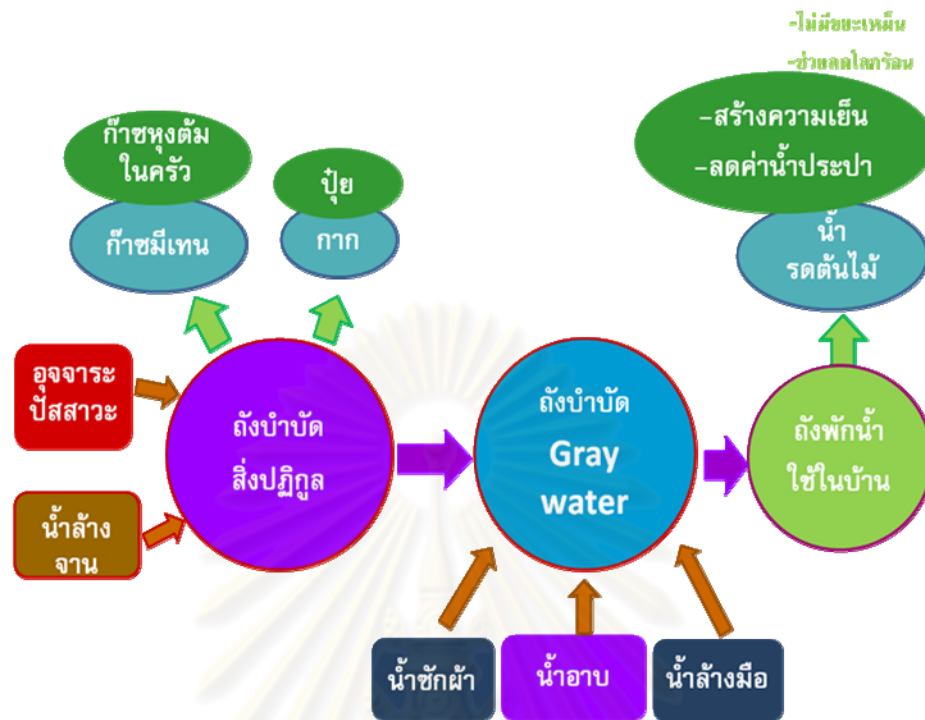 -ไม่มีขยะเหม็น
-ช่วยลดโลกร้อน
-สร้างความเย็น
-ลดค่าน้ำประปา
น้ำ
รดต้นไม้
ก๊าซหุงต้ม
ในครัว
ก๊าซมีเทน
ปุ๋ย
กาก
อุจจาระ
ปัสสาวะ
น้ำล้าง
จาน
ถังบำบัด
สิ่งปฏิกูล
ถังบำบัด
Gray
water
ถังพักน้ำ
ใช้ในบ้าน
น้ำซักผ้า
น้ำอาบ
น้ำล้างมือ